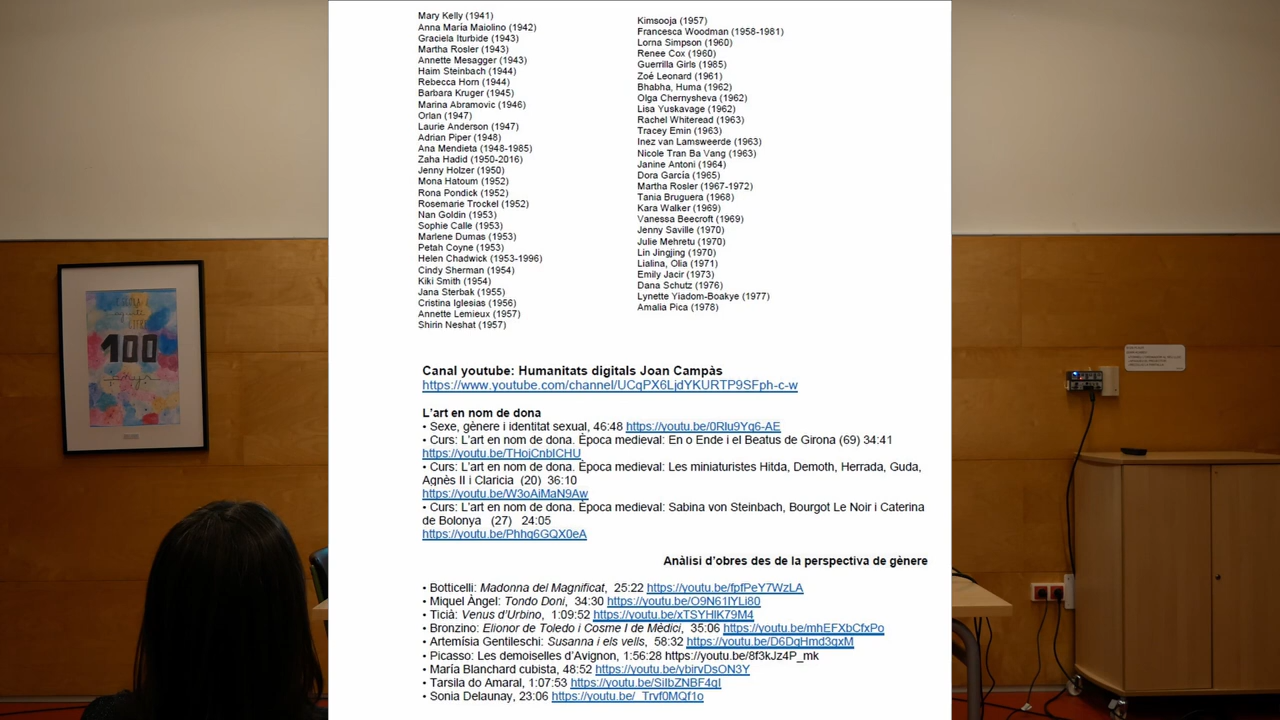 Mary Kelly (1941)
Anna María Maiolino (1942)
Graciela Iturbide (1943)
Martha Rosler (1943)
Annette Mesagger (1943)
Haim Steinbach (1944)
Rebecca Horn (1944)
Barbara Kruger (1945)
Marina Abramovic (1946)
Orlan (1947)
Laurie Anderson (1947)
Adrian Piper (1948)
Ana Mendieta (1948-1985)
Zaha Hadid (1950-2016)
Jenny Holzer (1950)
Mona Hatoum (1952)
Rona Pondick (1952)
Rosemarie Trockel (1952)
Nan Goldin (1953)
Sophie Calle (1953)
Marlene Dumas (1953)
Petah Coyne (1953)
Helen Chadwick (1953-1996)
Cindy Sherman (1954)
Kiki Smith (1954)
Jana Sterbak (1955)
Cristina Iglesias (1956)
Annette Lemieux (1957)
Shirin Neshat (1957)
Kimsooja (1957)
Francesca Woodman (1958-1981)
Lorna Simpson (1960)
Renee Cox (1960)
Guerrilla Girls (1985)
Zoé Leonard (1961)
Bhabha, Huma (1962)
Olga Chernysheva (1962)
Lisa Yuskavage (1962)
Rachel Whiteread (1963)
Tracey Emin (1963)
Inez van Lamsweerde (1963)
Nicole Tran Ba Vang (1963)
Janine Antoni (1964)
Dora García (1965)
Martha Rosler (1967-1972)
Tania Bruguera (1968)
Kara Walker (1969)
Vanessa Beecroft (1969)
Jenny Saville (1970)
Julie Mehretu (1970)
Lin Jingjing (1970)
Lialina, Olia (1971)
Emily Jacir (1973)
Dana Schutz (1976)
Lynette Yiadom-Boakye (1977)
Amalia Pica (1978)
Canal youtube: Humanitats digitals Joan Campàs
https://www.youtube.com/channel/UCqPX6LjdYKURTP9SFph-c-w
L'art en nom de dona
• Sexe, gènere i identitat sexual, 46:48 https://youtu.be/0Rlu9Yq6-AE
• Curs: L'art en nom de dona. Època medieval: En o Ende i el Beatus de Girona (69) 34:41
https://youtu.be/THojCnbICHU
• Curs: L'art en nom de dona. Època medieval: Les miniaturistes Hitda, Demoth, Herrada, Guda,
Agnès II i Claricia (20) 36:10
https://youtu.be/W3oAiMaN9Aw
• Curs: L'art en nom de dona. Època medieval: Sabina von Steinbach, Bourgot Le Noir i Caterina
de Bolonya (27) 24:05
https://youtu.be/Phhq6GQX0eA
Anàlisi d'obres des de la perspectiva de gènere
• Botticelli: Madonna del Magnificat, 25:22 https://youtu.be/fpfPeY7WzLA
• Miquel Àngel: Tondo Doni, 34:30 https://youtu.be/O9N61IYLi80
• Ticià: Venus d'Urbino, 1:09:52 https://youtu.be/xTSYHlK79M4
• Bronzino: Elionor de Toledo i Cosme I de Mèdici, 35:06 https://youtu.be/mhEFXbCfxPo
• Artemísia Gentileschi: Susanna i els vells, 58:32 https://youtu.be/D6DqHmd3qxM
• Picasso: Les demoiselles d'Avignon, 1:56:28 https://youtu.be/8f3kJz4P_mk
• María Blanchard cubista, 48:52 https://youtu.be/ybirvDsON3Y
• Tarsila do Amaral, 1:07:53 https://youtu.be/SiIbZNBF4gI
• Sonia Delaunay, 23:06 https://youtu.be/_Trvf0MQf1o
100